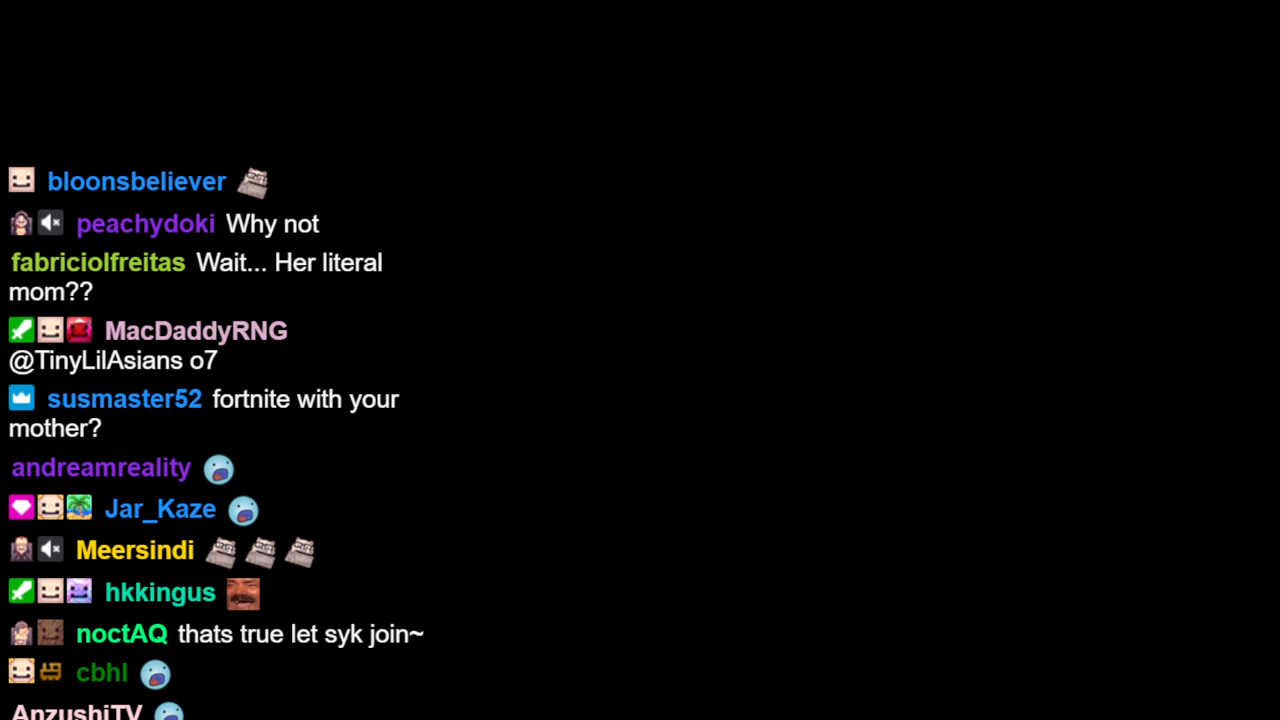 bloonsbeliever
peachydoki Why not
fabriciolfreitas Wait... Her literal
mom??
MacDaddyRNG
@TinyLilAsians o7
susmaster52 fortnite with your
mother?
andreamreality
Jar_Kaze
Meersindi
hkkingus
noctAQ thats true let syk join~
cbhl
AnzushiTV